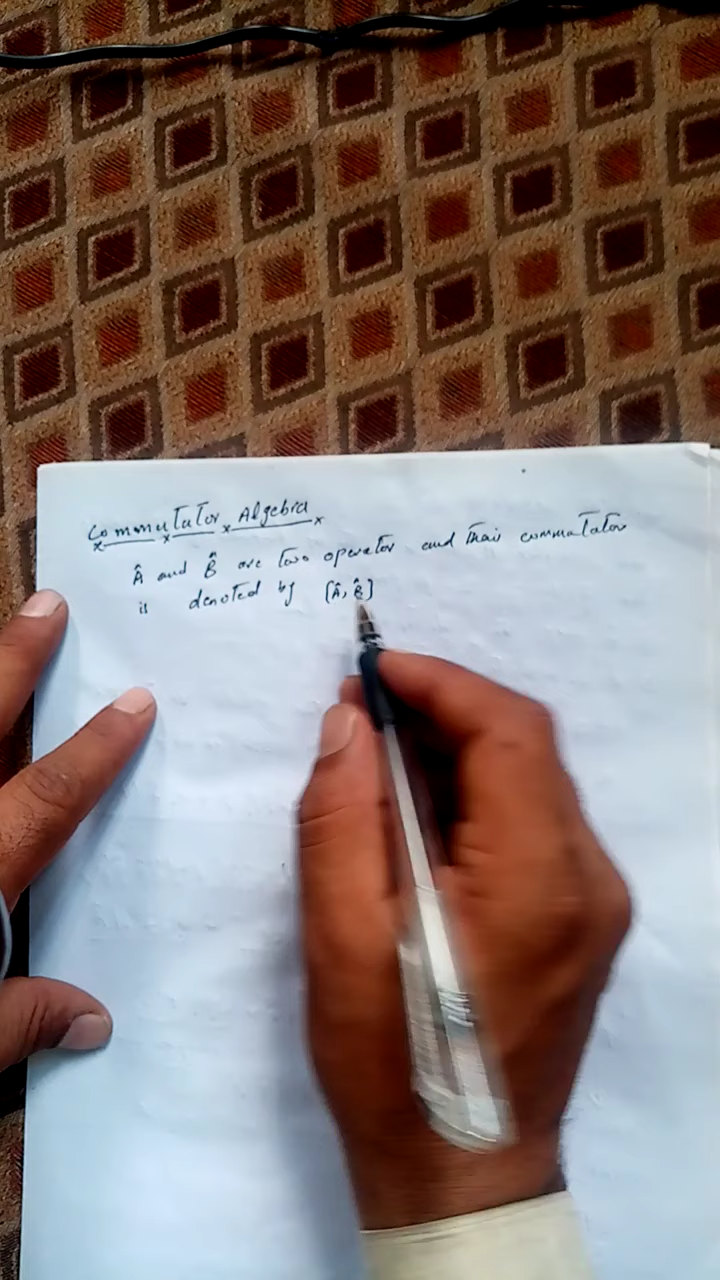 Commutator Algebra
Â and B̂ are two operator and their commutator
is denoted by [Â, B̂]